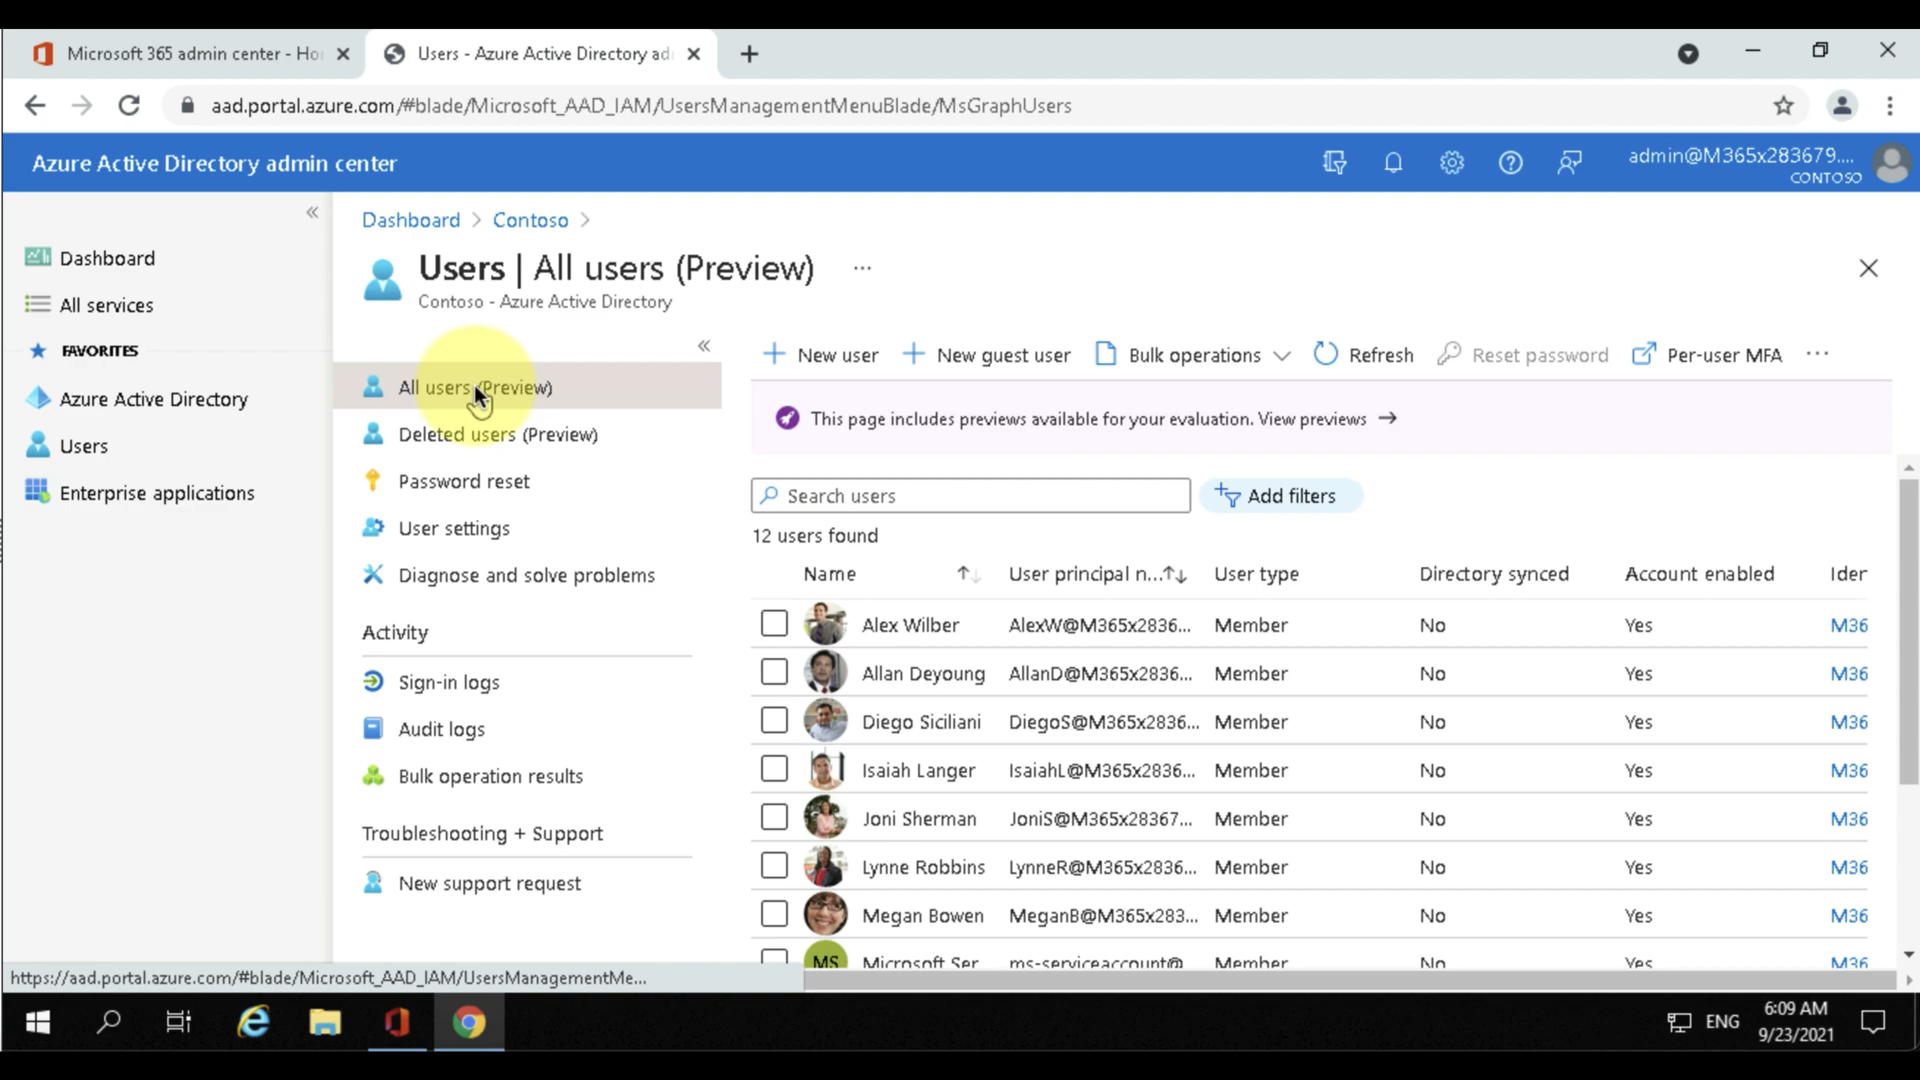 Microsoft 365 admin center - Ho
Users - Azure Active Directory ad
aad.portal.azure.com/#blade/Microsoft_AAD_IAM/UsersManagementMenuBlade/MsGraphUsers
Azure Active Directory admin center
admin@M365x283679....
CONTOSO
Dashboard
All services
FAVORITES
Azure Active Directory
Users
Enterprise applications
Dashboard > Contoso >
Users | All users (Preview) ...
Contoso - Azure Active Directory
All users (Preview)
Deleted users (Preview)
Password reset
User settings
Diagnose and solve problems
Activity
Sign-in logs
Audit logs
Bulk operation results
Troubleshooting + Support
New support request
New user New guest user Bulk operations Refresh Reset password Per-user MFA ...
This page includes previews available for your evaluation. View previews →
Search users Add filters
12 users found
Name User principal n... User type Directory synced Account enabled Iden
Alex Wilber AlexW@M365x2836... Member No Yes M36
Allan Deyoung AllanD@M365x2836... Member No Yes M36
Diego Siciliani DiegoS@M365x2836... Member No Yes M36
Isaiah Langer IsaiahL@M365x2836... Member No Yes M36
Joni Sherman JoniS@M365x28367... Member No Yes M36
Lynne Robbins LynneR@M365x2836... Member No Yes M36
Megan Bowen MeganB@M365x283... Member No Yes M36
MS Microsoft Ser ms-serviceaccount@ Member No Yes M36
https://aad.portal.azure.com/#blade/Microsoft_AAD_IAM/UsersManagementMe...
ENG
6:09 AM
9/23/2021